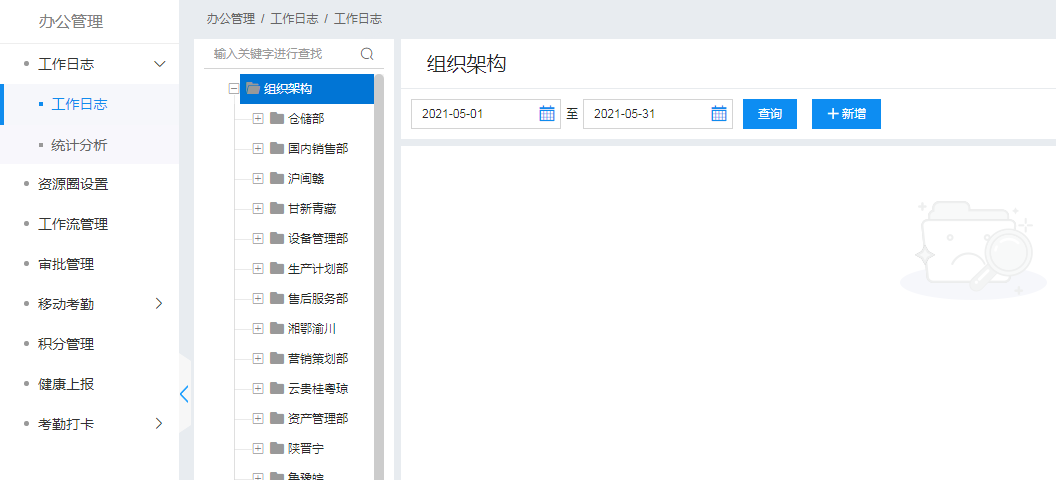 办公管理
工作日志
工作日志
统计分析
资源圈设置
工作流管理
审批管理
移动考勤
积分管理
健康上报
考勤打卡
办公管理 / 工作日志 / 工作日志
输入关键字进行查找
组织架构
仓储部
国内销售部
沪闽赣
甘新青藏
设备管理部
生产计划部
售后服务部
湘鄂渝川
营销策划部
云贵桂粤琼
资产管理部
陕晋宁
鲁豫皖
组织架构
2021-05-01 至 2021-05-31 查询 新增